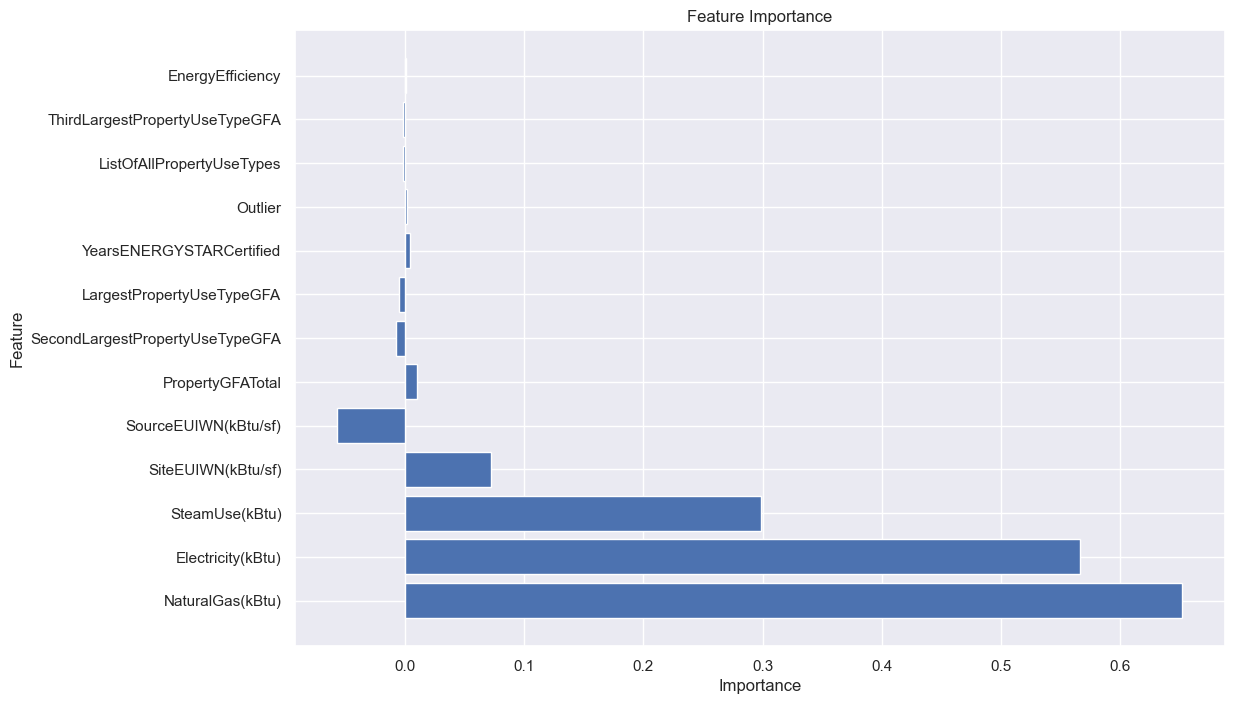 Feature Importance
EnergyEfficiency
ThirdLargestPropertyUseTypeGFA
ListOfAllPropertyUseTypes
Outlier
YearsENERGYSTARCertified
LargestPropertyUseTypeGFA
SecondLargestPropertyUseTypeGFA
PropertyGFATotal
SourceEUIWN(kBtu/sf)
SiteEUIWN(kBtu/sf)
SteamUse(kBtu)
Electricity(kBtu)
NaturalGas(kBtu)
Feature
0.0 0.1 0.2 0.3 0.4 0.5 0.6
Importance